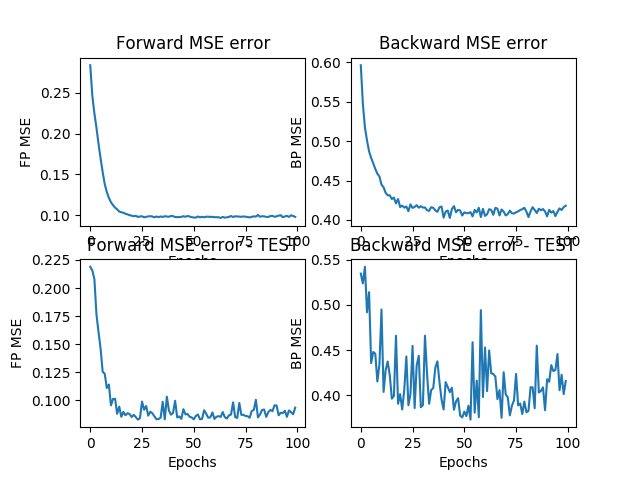 Forward MSE error
FP MSE
0.25
0.20
0.15
0.10
0 25 50 75 100
Epochs
Backward MSE error
BP MSE
0.60
0.55
0.50
0.45
0.40
0 25 50 75 100
Epochs
Forward MSE error - TEST
FP MSE
0.225
0.200
0.175
0.150
0.125
0.100
0 25 50 75 100
Epochs
Backward MSE error - TEST
BP MSE
0.55
0.50
0.45
0.40
0 25 50 75 100
Epochs